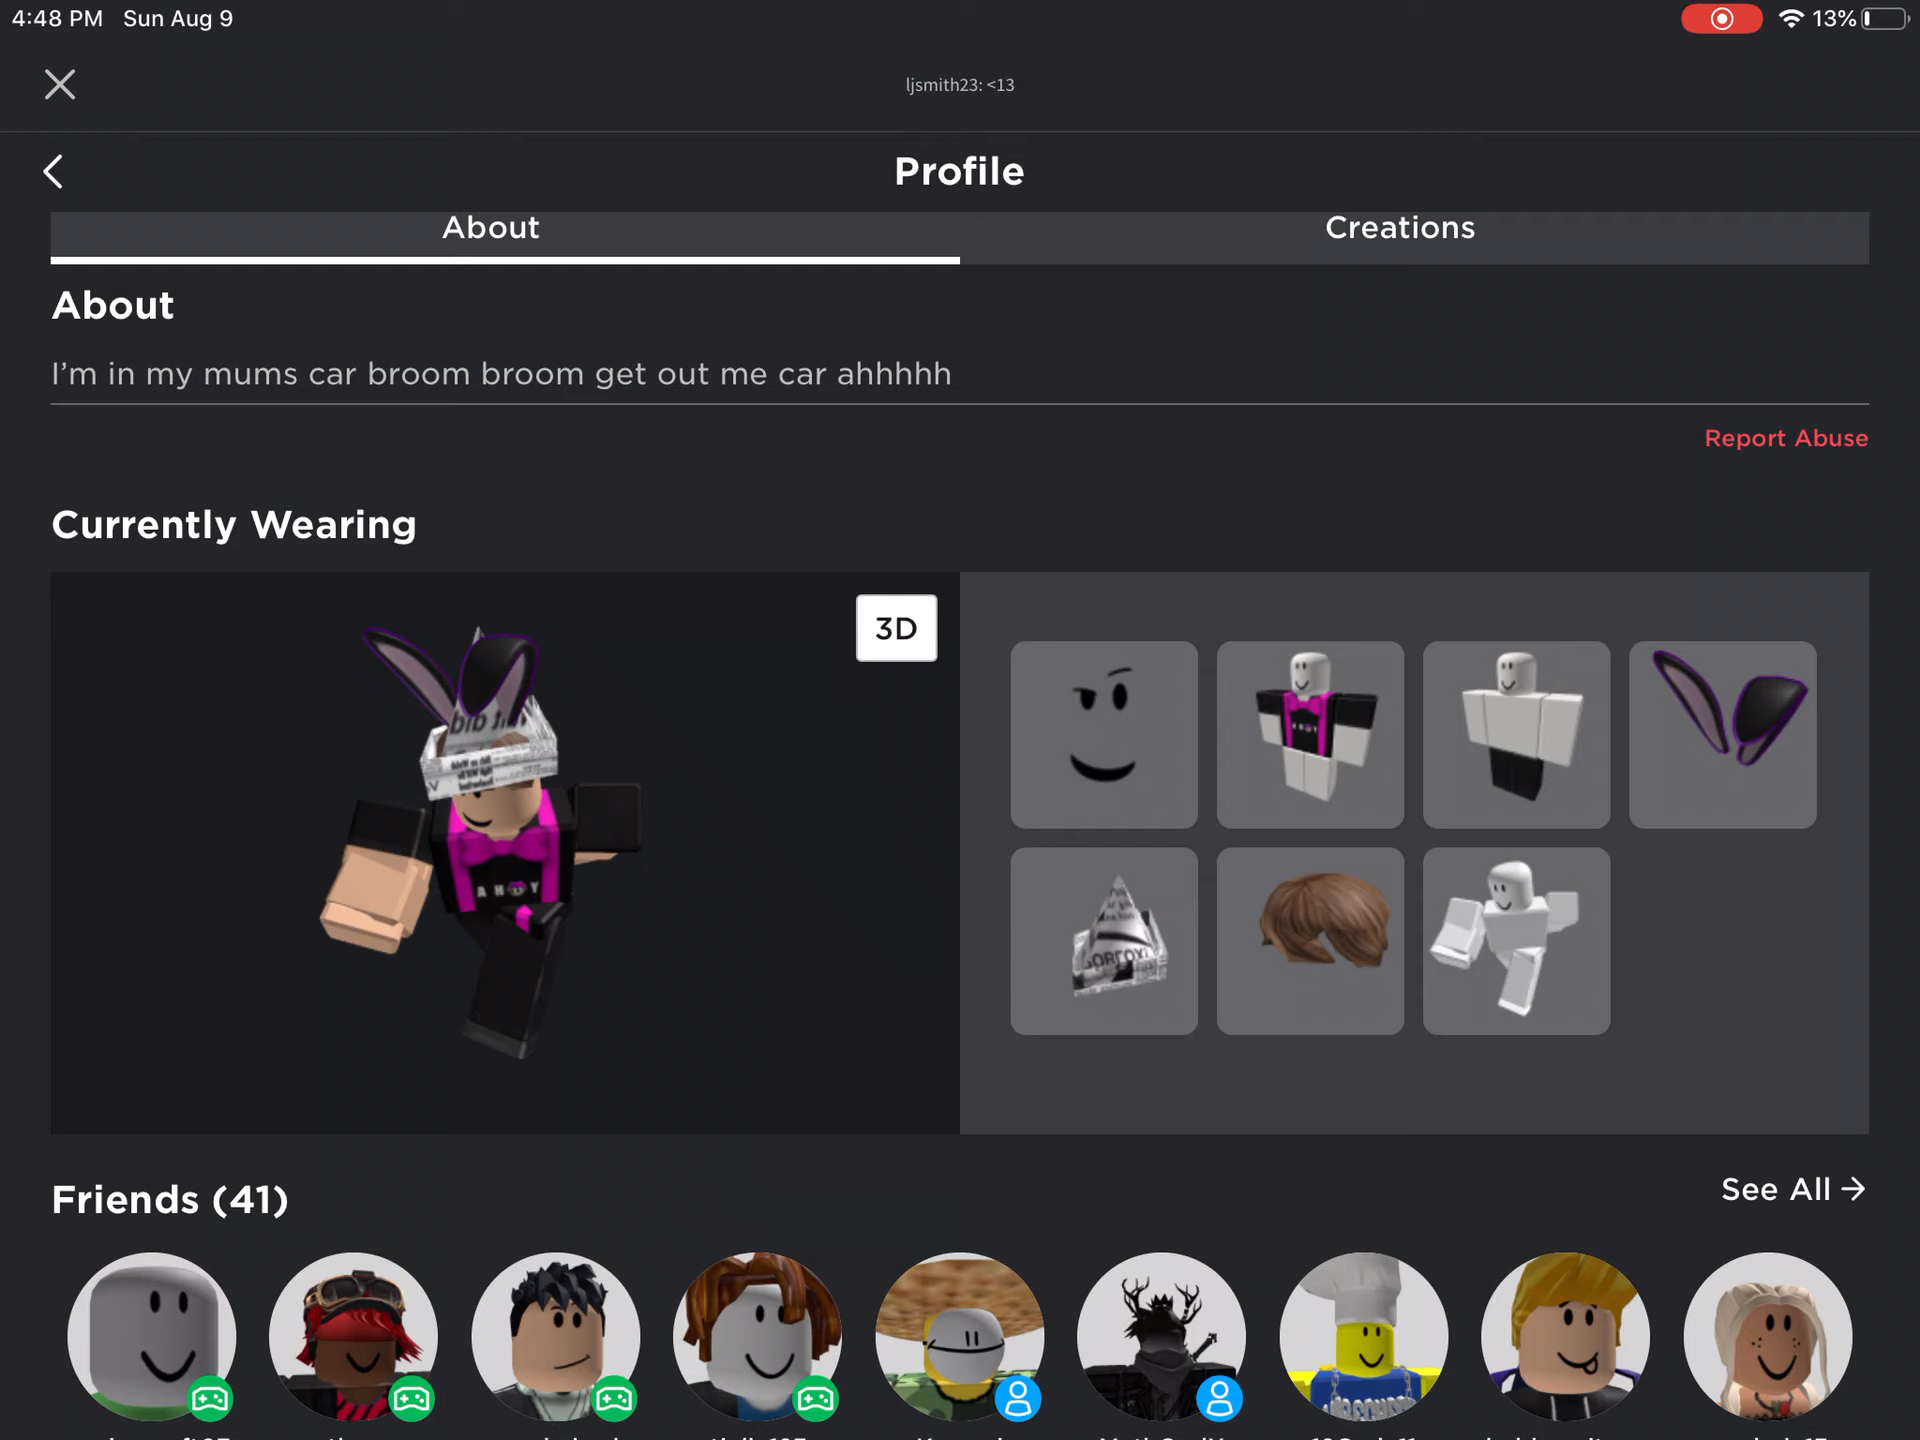 4:48 PM Sun Aug 9
13%
ljsmith23: <13
Profile
About
Creations
About
I'm in my mums car broom broom get out me car ahhhhh
Report Abuse
Currently Wearing
3D
AHOY
Friends (41)
See All